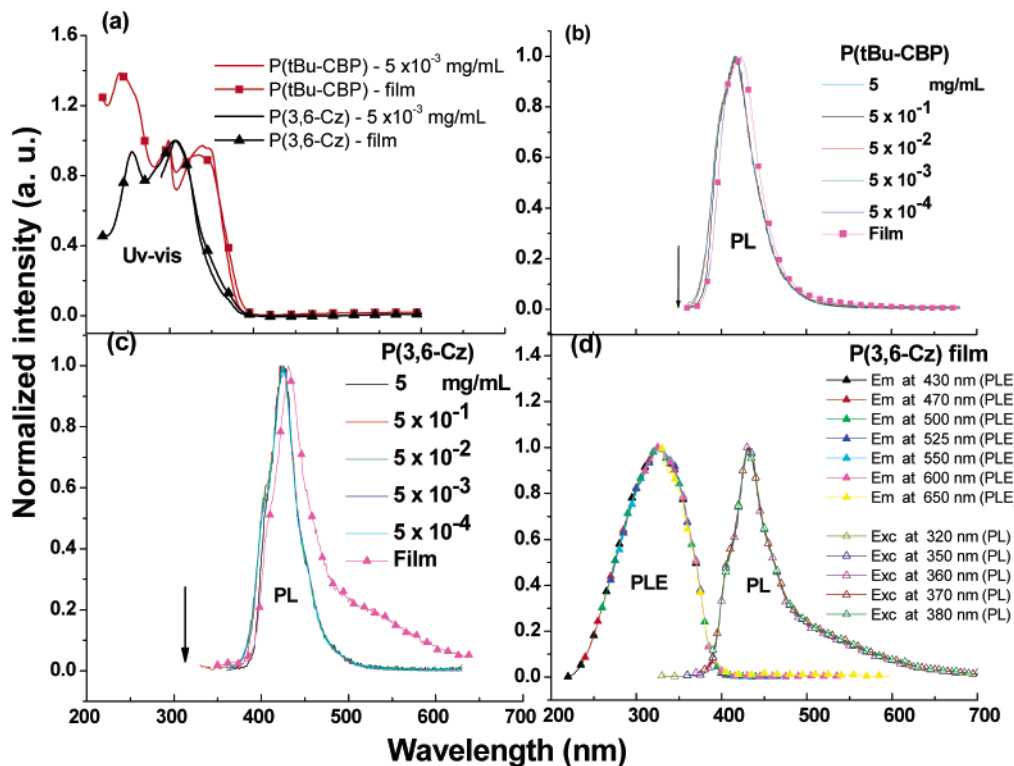 Normalized intensity (a. u.)
Wavelength (nm)
(a)
P(tBu-CBP) - 5 x10-3 mg/mL
P(tBu-CBP) - film
P(3,6-Cz) - 5 x10-3 mg/mL
P(3,6-Cz) - film
Uv-vis
1.6
1.2
0.8
0.4
0.0
200 300 400 500 600 700
(b)
P(tBu-CBP)
5 mg/mL
5 x 10-1
5 x 10-2
5 x 10-3
5 x 10-4
Film
PL
1.0
0.8
0.6
0.4
0.2
0.0
(c)
P(3,6-Cz)
5 mg/mL
5 x 10-1
5 x 10-2
5 x 10-3
5 x 10-4
Film
PL
1.0
0.8
0.6
0.4
0.2
0.0
200 300 400 500 600 700
(d)
P(3,6-Cz) film
Em at 430 nm (PLE
Em at 470 nm (PLE
Em at 500 nm (PLE
Em at 525 nm (PLE
Em at 550 nm (PLE
Em at 600 nm (PLE
Em at 650 nm (PLE
Exc at 320 nm (PL)
Exc at 350 nm (PL)
Exc at 360 nm (PL)
Exc at 370 nm (PL)
Exc at 380 nm (PL)
PLE
PL
1.0
0.8
0.6
0.4
0.2
0.0
200 300 400 500 600 700